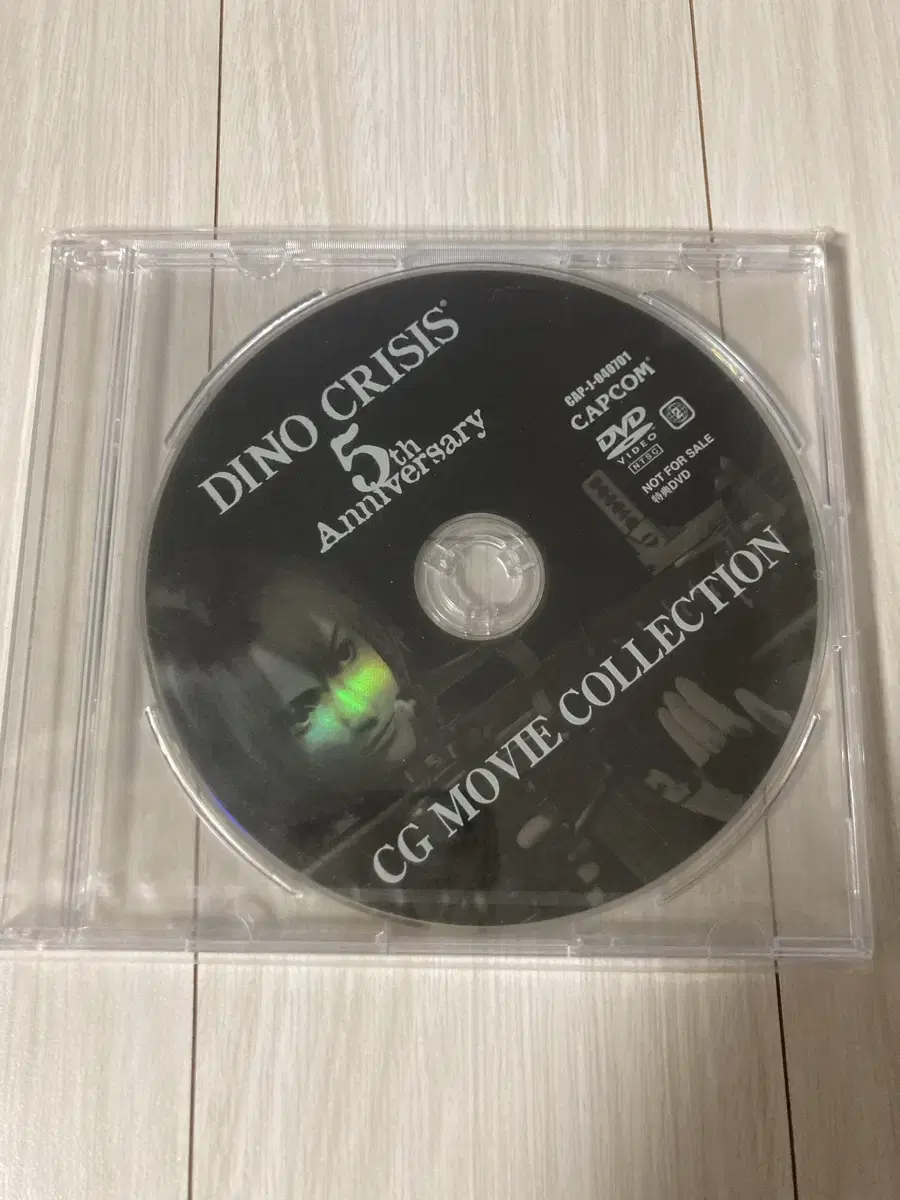 DINO CRISIS®
5th
Anniversary
CAP-J-040701
CAPCOM®
DVD
VIDEO
NTSC
2
NOT FOR SALE
特典DVD
CG MOVIE COLLECTION